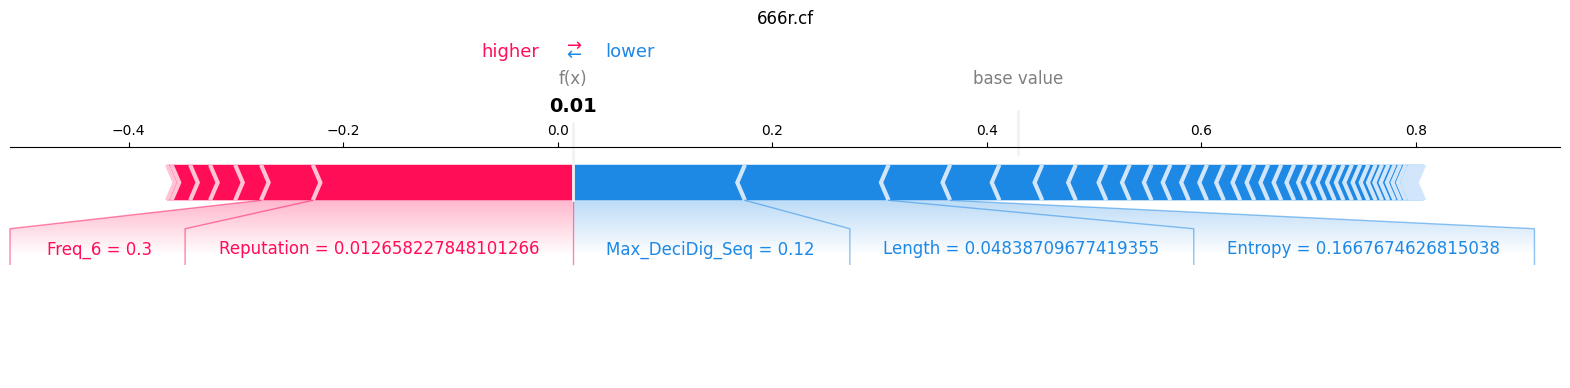 666r.cf
higher ⇄ lower
f(x) base value
0.01
−0.4 −0.2 0.0 0.2 0.4 0.6 0.8
Freq_6 = 0.3 Reputation = 0.012658227848101266 Max_DeciDig_Seq = 0.12 Length = 0.04838709677419355 Entropy = 0.1667674626815038